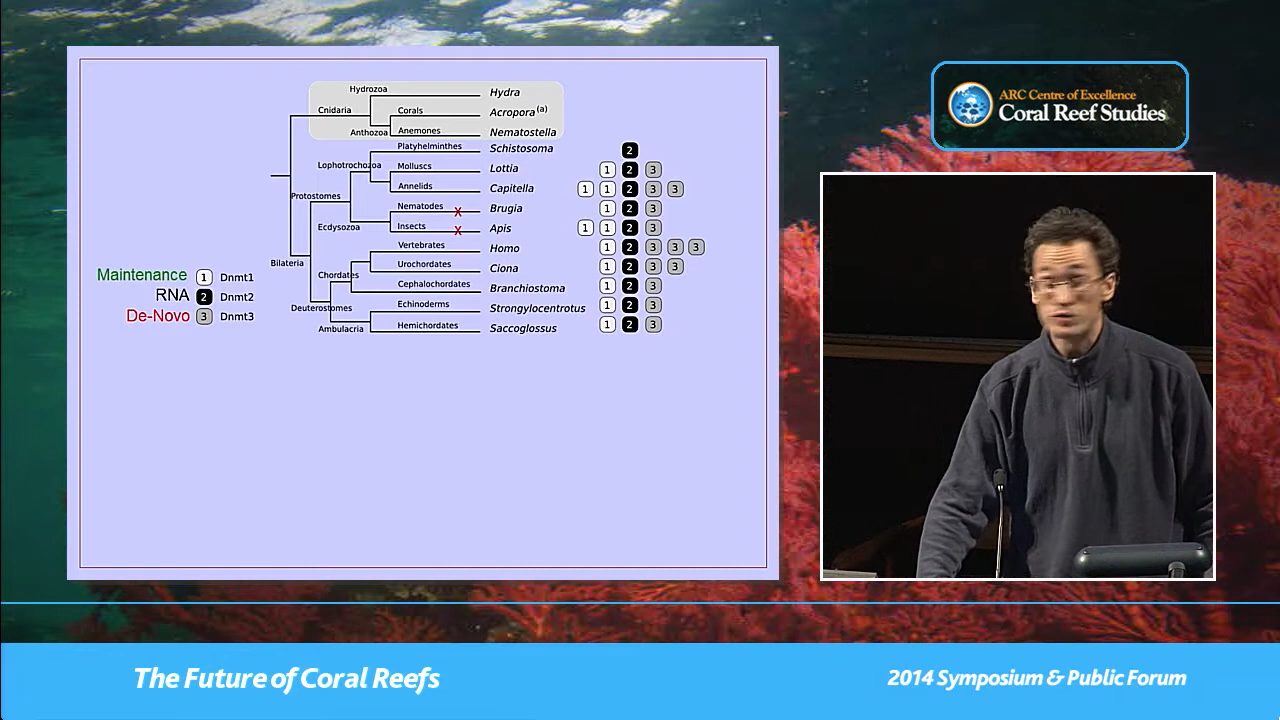 Hydrozoa
Hydra
Cnidaria
Corals
Acropora(a)
Anthozoa
Anemones
Nematostella
Platyhelminthes
Schistosoma
2
Lophotrochozoa
Molluscs
Lottia
1 2 3
Annelids
Capitella
1 1 2 3 3
Protostomes
Nematodes
X
Brugia
1 2 3
Ecdysozoa
Insects
X
Apis
1 1 2 3
Vertebrates
Homo
1 2 3 3 3
Bilateria
Chordates
Urochordates
Ciona
1 2 3 3
Cephalochordates
Branchiostoma
1 2 3
Deuterostomes
Echinoderms
Strongylocentrotus
1 2 3
Ambulacria
Hemichordates
Saccoglossus
1 2 3
Maintenance 1 Dnmt1
RNA 2 Dnmt2
De-Novo 3 Dnmt3
ARC Centre of Excellence
Coral Reef Studies
The Future of Coral Reefs
2014 Symposium & Public Forum